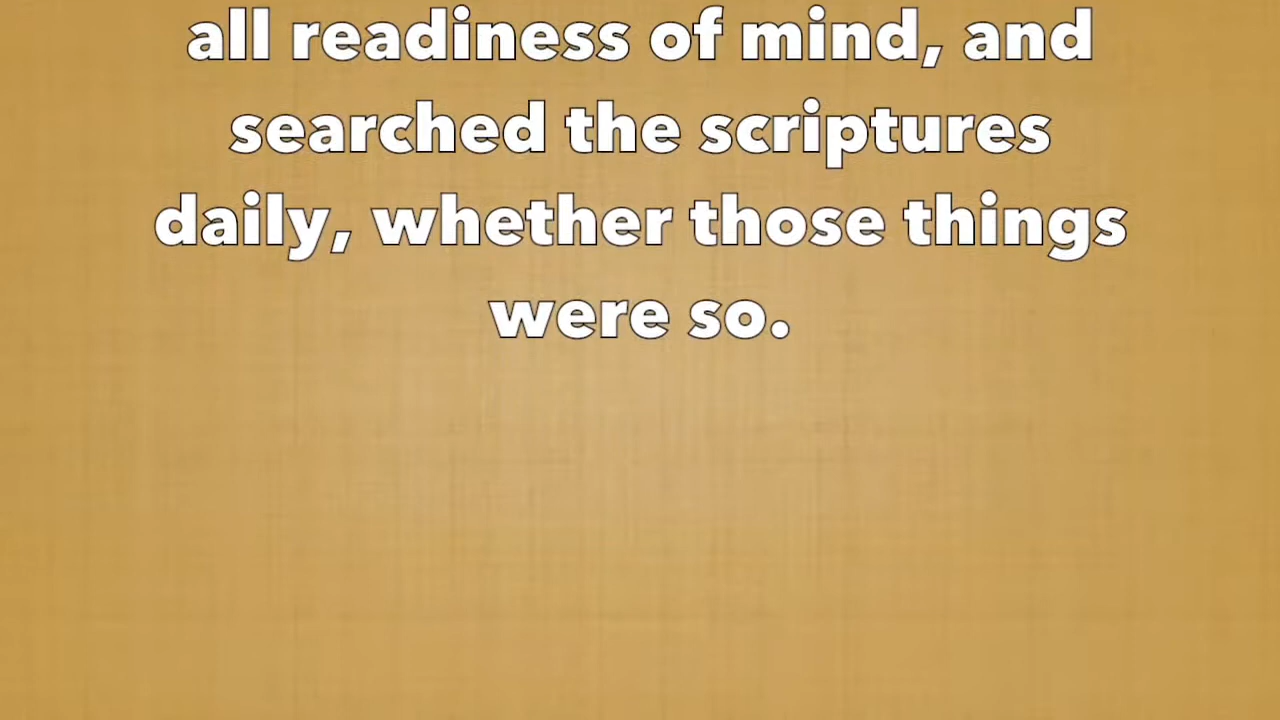 all readiness of mind, and
searched the scriptures
daily, whether those things
were so.